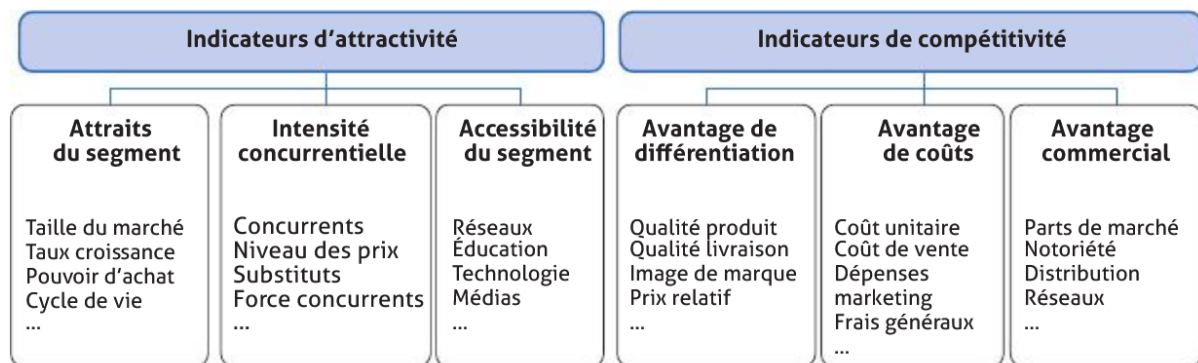 Indicateurs d'attractivité
Indicateurs de compétitivité
Attraits
du segment
Taille du marché
Taux croissance
Pouvoir d'achat
Cycle de vie
...
Intensité
concurrentielle
Concurrents
Niveau des prix
Substituts
Force concurrents
...
Accessibilité
du segment
Réseaux
Éducation
Technologie
Médias
...
Avantage de
différentiation
Qualité produit
Qualité livraison
Image de marque
Prix relatif
...
Avantage
de coûts
Coût unitaire
Coût de vente
Dépenses
marketing
Frais généraux
...
Avantage
commercial
Parts de marché
Notoriété
Distribution
Réseaux
...